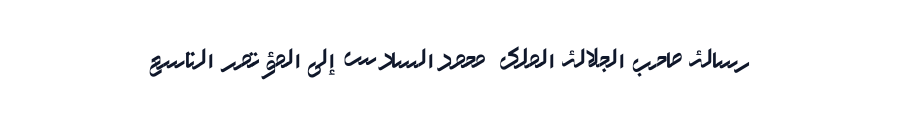 رسالة صاحب الجلالة الملك محمد السادس إلى المؤتمر التاسع